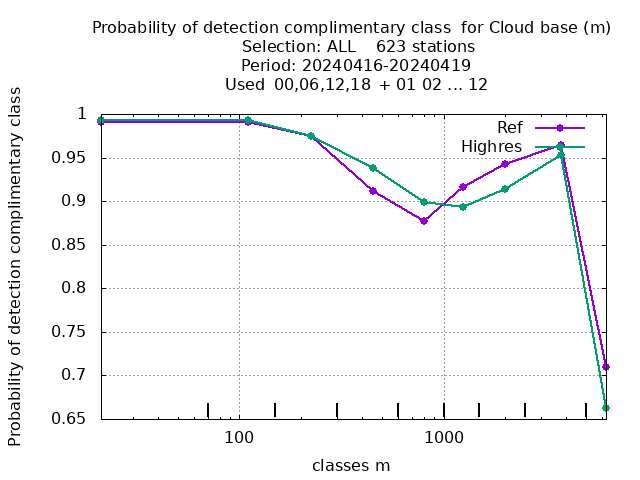 Probability of detection complimentary class  for Cloud base (m)
Selection: ALL    623 stations
Period: 20240416-20240419
Used  00,06,12,18 + 01 02 ... 12
Probability of detection complimentary class
1
0.95
0.9
0.85
0.8
0.75
0.7
0.65
Ref
Highres
100
1000
classes m